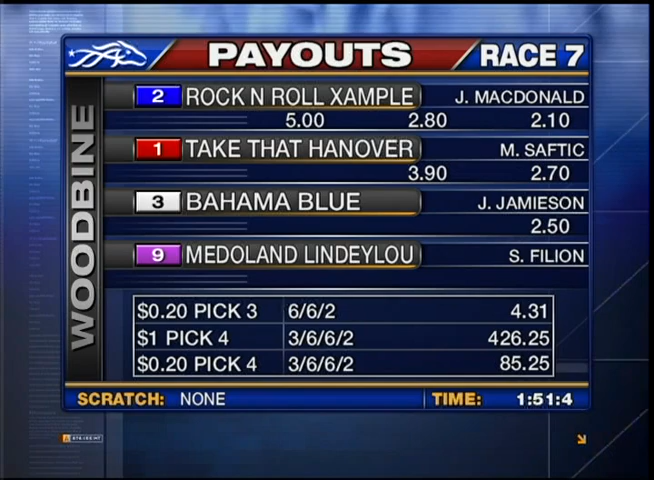 PAYOUTS RACE 7
WOODBINE
2 ROCK N ROLL XAMPLE J. MACDONALD
5.00 2.80 2.10
1 TAKE THAT HANOVER M. SAFTIC
3.90 2.70
3 BAHAMA BLUE J. JAMIESON
2.50
9 MEDOLAND LINDEYLOU S. FILION
$0.20 PICK 3 6/6/2 4.31
$1 PICK 4 3/6/6/2 426.25
$0.20 PICK 4 3/6/6/2 85.25
SCRATCH: NONE TIME: 1:51:4